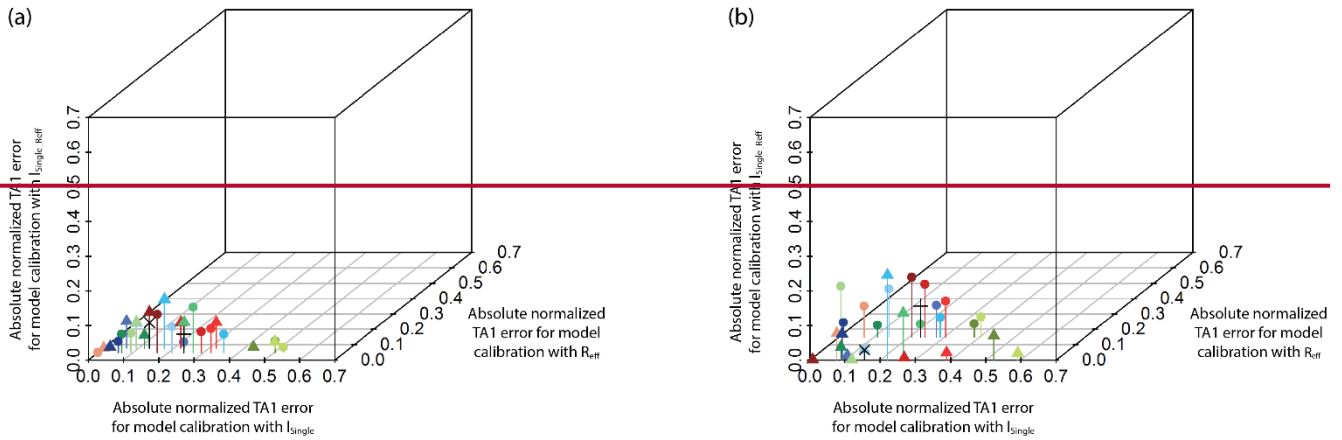 (a)
Absolute normalized TA1 error
for model calibration with I Single_Reff
0.0 0.1 0.2 0.3 0.4 0.5 0.6 0.7
0.0 0.1 0.2 0.3 0.4 0.5 0.6 0.7
Absolute normalized TA1 error
for model calibration with I Single
0.0 0.1 0.2 0.3 0.4 0.5 0.6 0.7
Absolute normalized
TA1 error for model
calibration with R eff
(b)
Absolute normalized TA1 error
for model calibration with I Single_Reff
0.0 0.1 0.2 0.3 0.4 0.5 0.6 0.7
0.0 0.1 0.2 0.3 0.4 0.5 0.6 0.7
Absolute normalized TA1 error
for model calibration with I Single
0.0 0.1 0.2 0.3 0.4 0.5 0.6 0.7
Absolute normalized
TA1 error for model
calibration with R eff